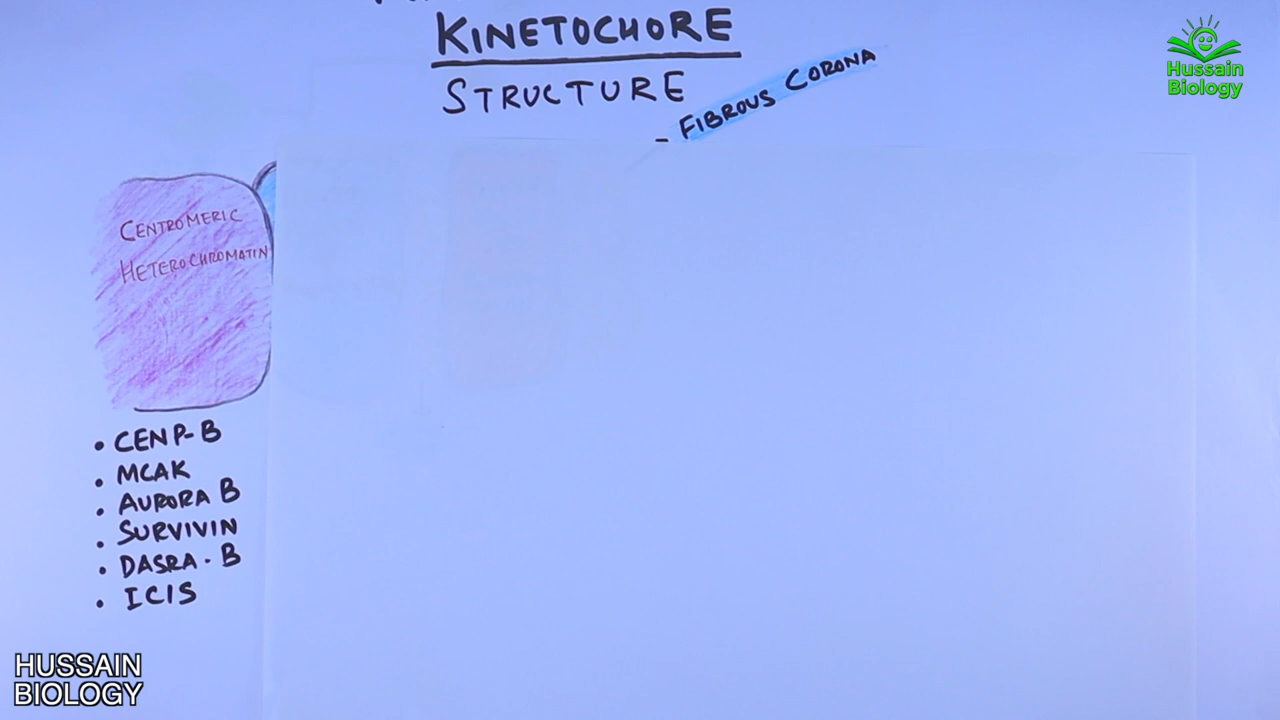 KINETOCHORE
STRUCTURE
- FIBROUS CORONA
Hussain
Biology
CENTROMERIC
HETEROCHROMATIN
• CENP-B
• MCAK
• AURORA B
• SURVIVIN
• DASRA-B
• ICIS
HUSSAIN
BIOLOGY